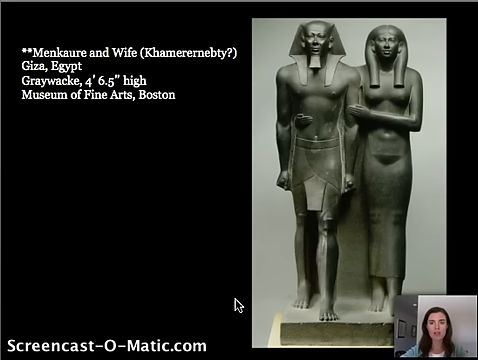 **Menkaure and Wife (Khamerernebty?)
Giza, Egypt
Graywacke, 4' 6.5" high
Museum of Fine Arts, Boston
Screencast-O-Matic.com